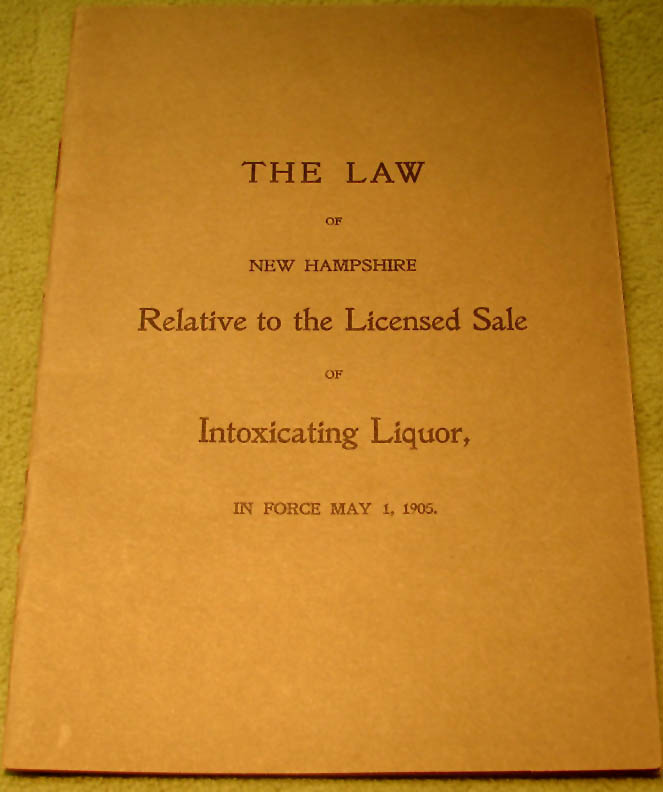 THE LAW
OF
NEW HAMPSHIRE
Relative to the Licensed Sale
OF
Intoxicating Liquor,
IN FORCE MAY 1, 1905.